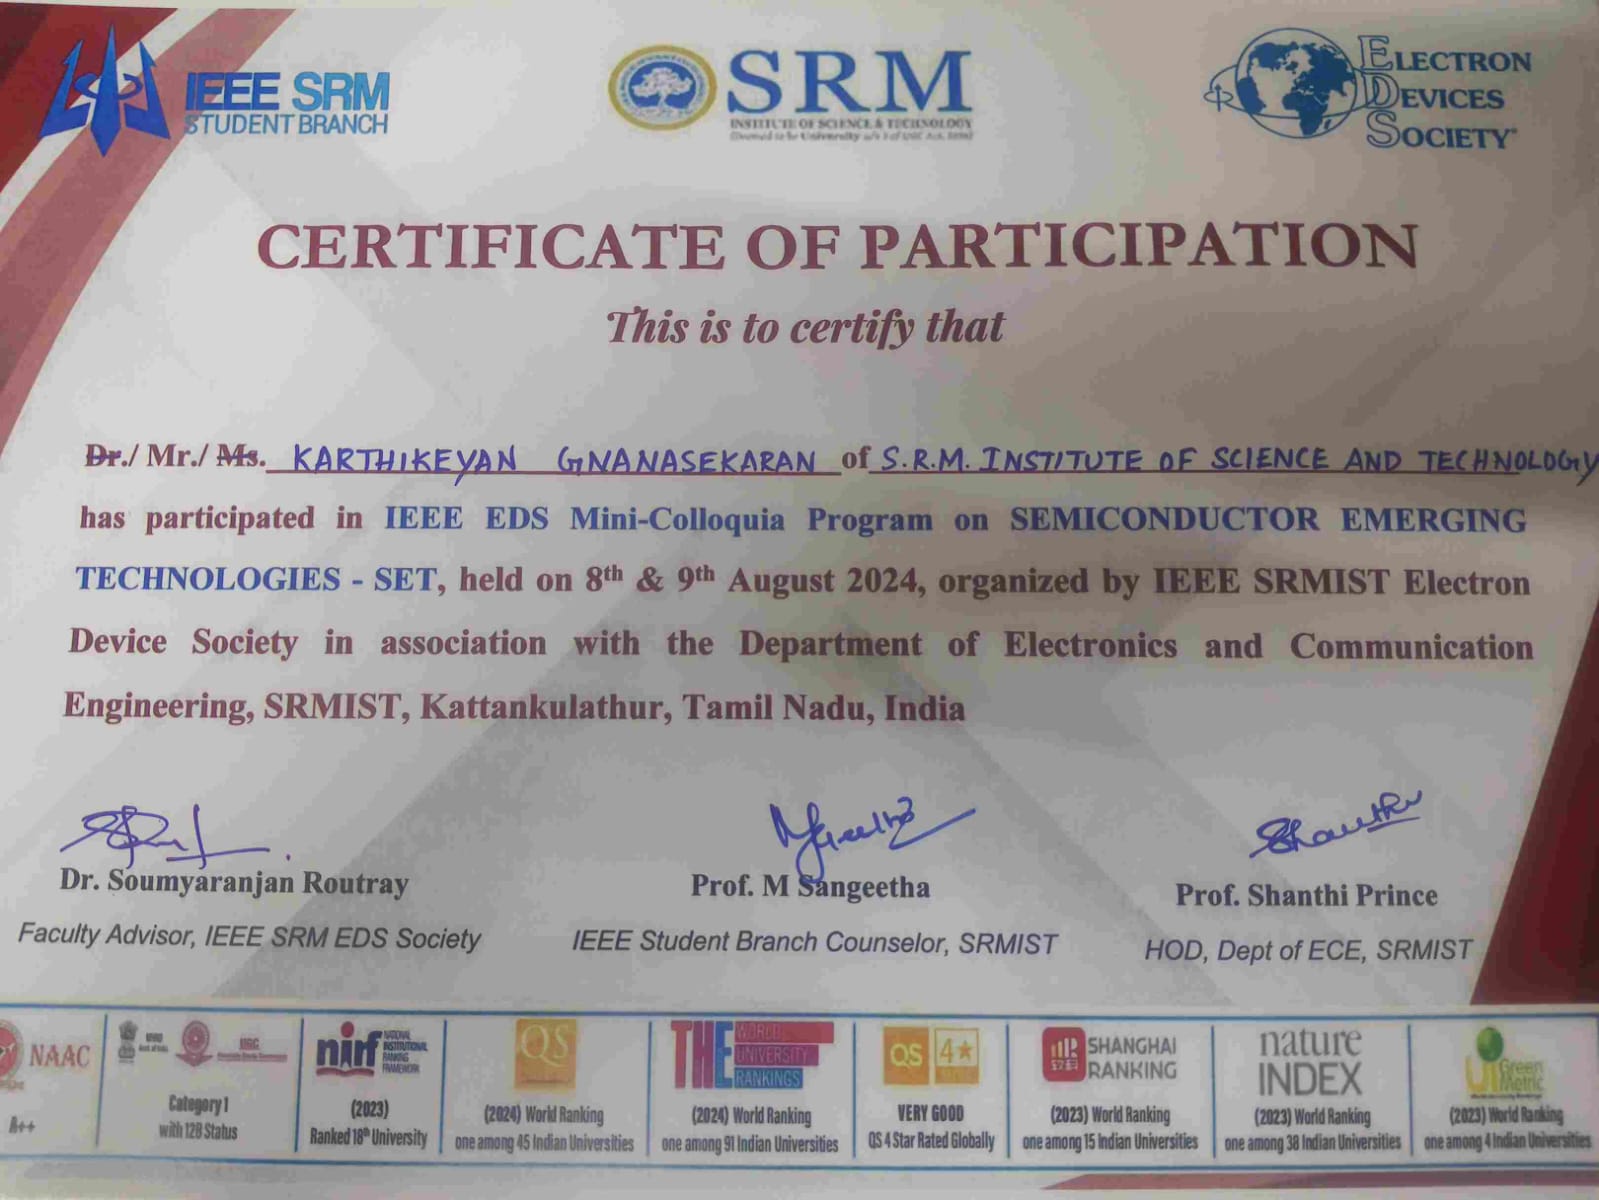 IEEE SRM
STUDENT BRANCH
SRM
INSTITUTE OF SCIENCE & TECHNOLOGY
(Deemed to be University u/s 3 of UGC Act, 1956)
ELECTRON
DEVICES
SOCIETY®
CERTIFICATE OF PARTICIPATION
This is to certify that
Dr./ Mr./ Ms. KARTHIKEYAN GNANASEKARAN of S.R.M. INSTITUTE OF SCIENCE AND TECHNOLOGY
has participated in IEEE EDS Mini-Colloquia Program on SEMICONDUCTOR EMERGING
TECHNOLOGIES - SET, held on 8th & 9th August 2024, organized by IEEE SRMIST Electron
Device Society in association with the Department of Electronics and Communication
Engineering, SRMIST, Kattankulathur, Tamil Nadu, India
Dr. Soumyaranjan Routray
Faculty Advisor, IEEE SRM EDS Society
Prof. M Sangeetha
IEEE Student Branch Counselor, SRMIST
Prof. Shanthi Prince
HOD, Dept of ECE, SRMIST
NAAC
A++
UGC
Category 1
with 12B Status
nirf
NATIONAL
INSTITUTIONAL
RANKING
FRAMEWORK
(2023)
Ranked 18th University
QS
(2024) World Ranking
one among 45 Indian Universities
THE
WORLD
UNIVERSITY
RANKINGS
(2024) World Ranking
one among 91 Indian Universities
QS 4★
VERY GOOD
QS 4 Star Rated Globally
SHANGHAI
RANKING
(2023) World Ranking
one among 15 Indian Universities
nature
INDEX
(2023) World Ranking
one among 38 Indian Universities
UI
Green
Metric
(2023) World Ranking
one among 4 Indian Universities